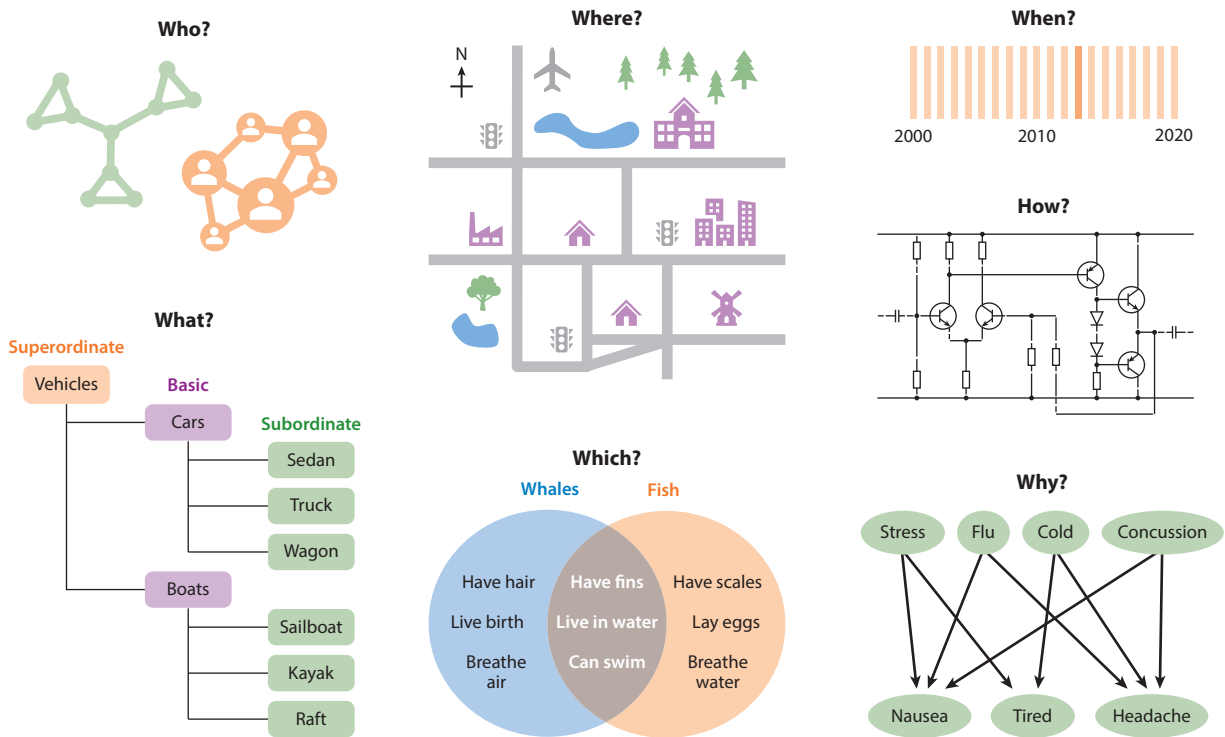 Who?
Where?
N
When?
2000
2010
2020
How?
What?
Superordinate
Vehicles
Basic
Cars
Subordinate
Sedan
Truck
Wagon
Boats
Sailboat
Kayak
Raft
Which?
Whales
Fish
Have hair
Live birth
Breathe
air
Have fins
Live in water
Can swim
Have scales
Lay eggs
Breathe
water
Why?
Stress
Flu
Cold
Concussion
Nausea
Tired
Headache